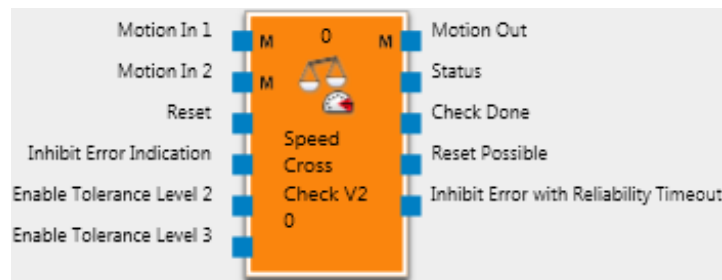 Motion In 1
Motion In 2
Reset
Inhibit Error Indication
Enable Tolerance Level 2
Enable Tolerance Level 3
M 0 M
M
Speed
Cross
Check V2
0
Motion Out
Status
Check Done
Reset Possible
Inhibit Error with Reliability Timeout